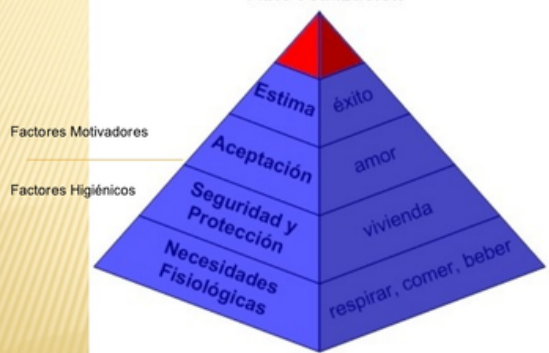 Estima
éxito
Factores Motivadores
Aceptación
amor
Factores Higiénicos
Seguridad y
Protección
vivienda
Necesidades
Fisiológicas
respirar, comer, beber